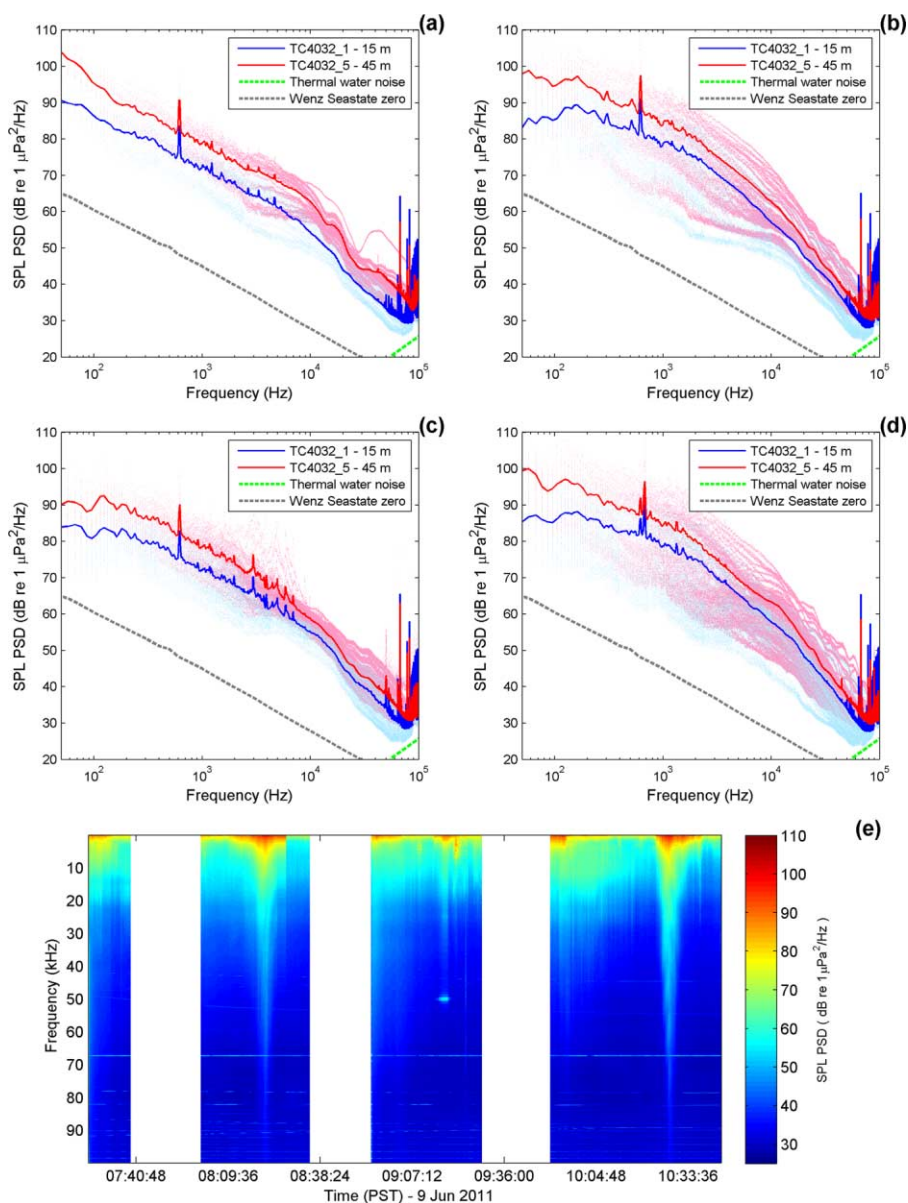 (a)
110
100
90
80
70
60
50
40
30
20
SPL PSD (dB re 1 μPa²/Hz)
TC4032_1 - 15 m
TC4032_5 - 45 m
Thermal water noise
Wenz Seastate zero
10² 10³ 10⁴ 10⁵
Frequency (Hz)
(b)
110
100
90
80
70
60
50
40
30
20
SPL PSD (dB re 1 μPa²/Hz)
TC4032_1 - 15 m
TC4032_5 - 45 m
Thermal water noise
Wenz Seastate zero
10² 10³ 10⁴ 10⁵
Frequency (Hz)
(c)
110
100
90
80
70
60
50
40
30
20
SPL PSD (dB re 1 μPa²/Hz)
TC4032_1 - 15 m
TC4032_5 - 45 m
Thermal water noise
Wenz Seastate zero
10² 10³ 10⁴ 10⁵
Frequency (Hz)
(d)
110
100
90
80
70
60
50
40
30
20
SPL PSD (dB re 1 μPa²/Hz)
TC4032_1 - 15 m
TC4032_5 - 45 m
Thermal water noise
Wenz Seastate zero
10² 10³ 10⁴ 10⁵
Frequency (Hz)
(e)
10
20
30
40
50
60
70
80
90
Frequency (kHz)
07:40:48 08:09:36 08:38:24 09:07:12 09:36:00 10:04:48 10:33:36
Time (PST) - 9 Jun 2011
110
100
90
80
70
60
50
40
30
SPL PSD ( dB re 1 μPa²/Hz)